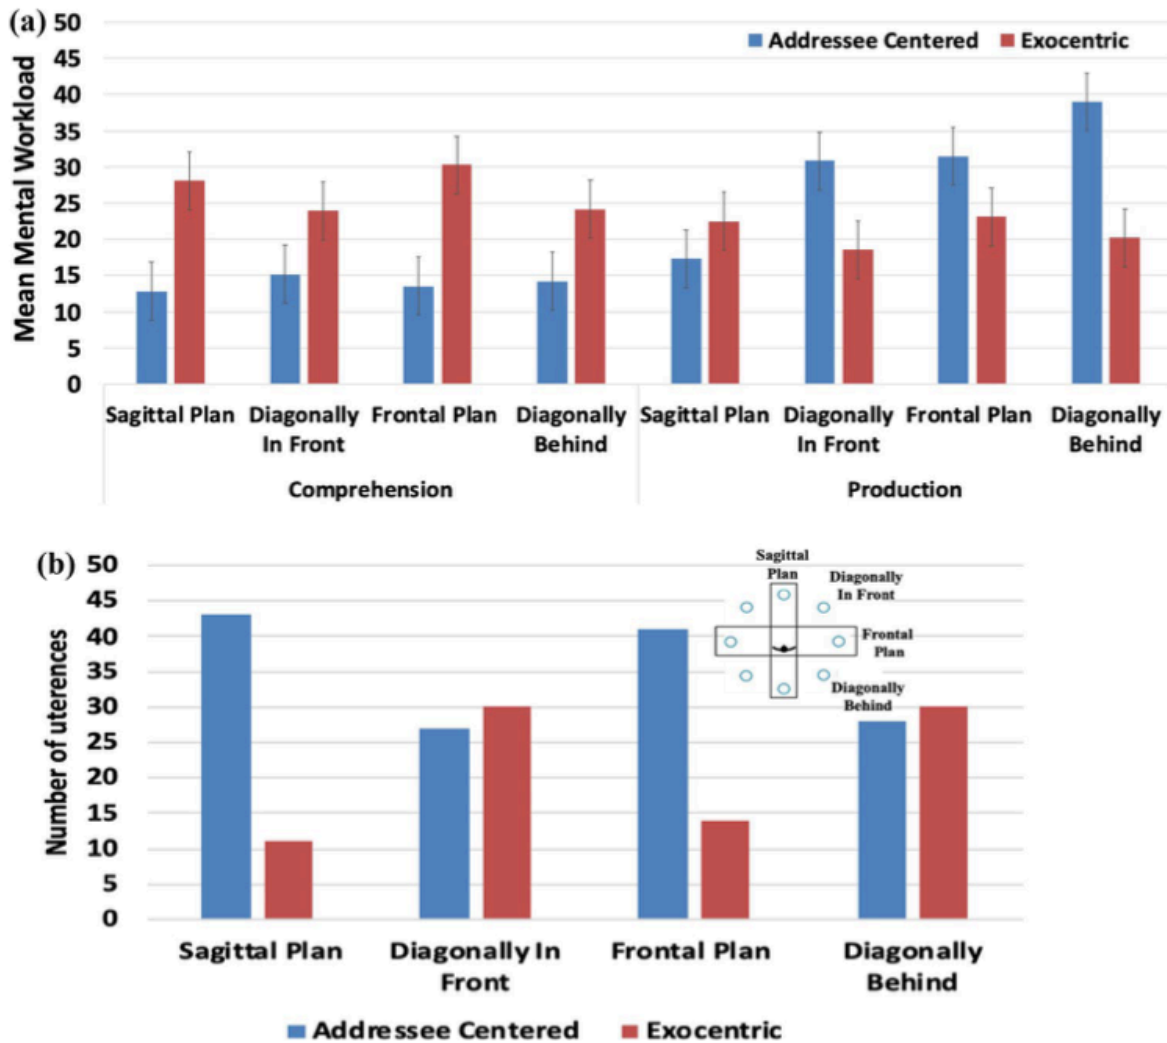 (a)
Mean Mental Workload
50
45
40
35
30
25
20
15
10
5
0
Addressee Centered Exocentric
Sagittal Plan Diagonally Frontal Plan Diagonally Sagittal Plan Diagonally Frontal Plan Diagonally
In Front Behind In Front Behind
Comprehension Production
(b)
Number of uterences
50
45
40
35
30
25
20
15
10
5
0
Sagittal
Plan
Diagonally
In Front
Frontal
Plan
Diagonally
Behind
Sagittal Plan Diagonally In Frontal Plan Diagonally
Front Behind
Addressee Centered Exocentric